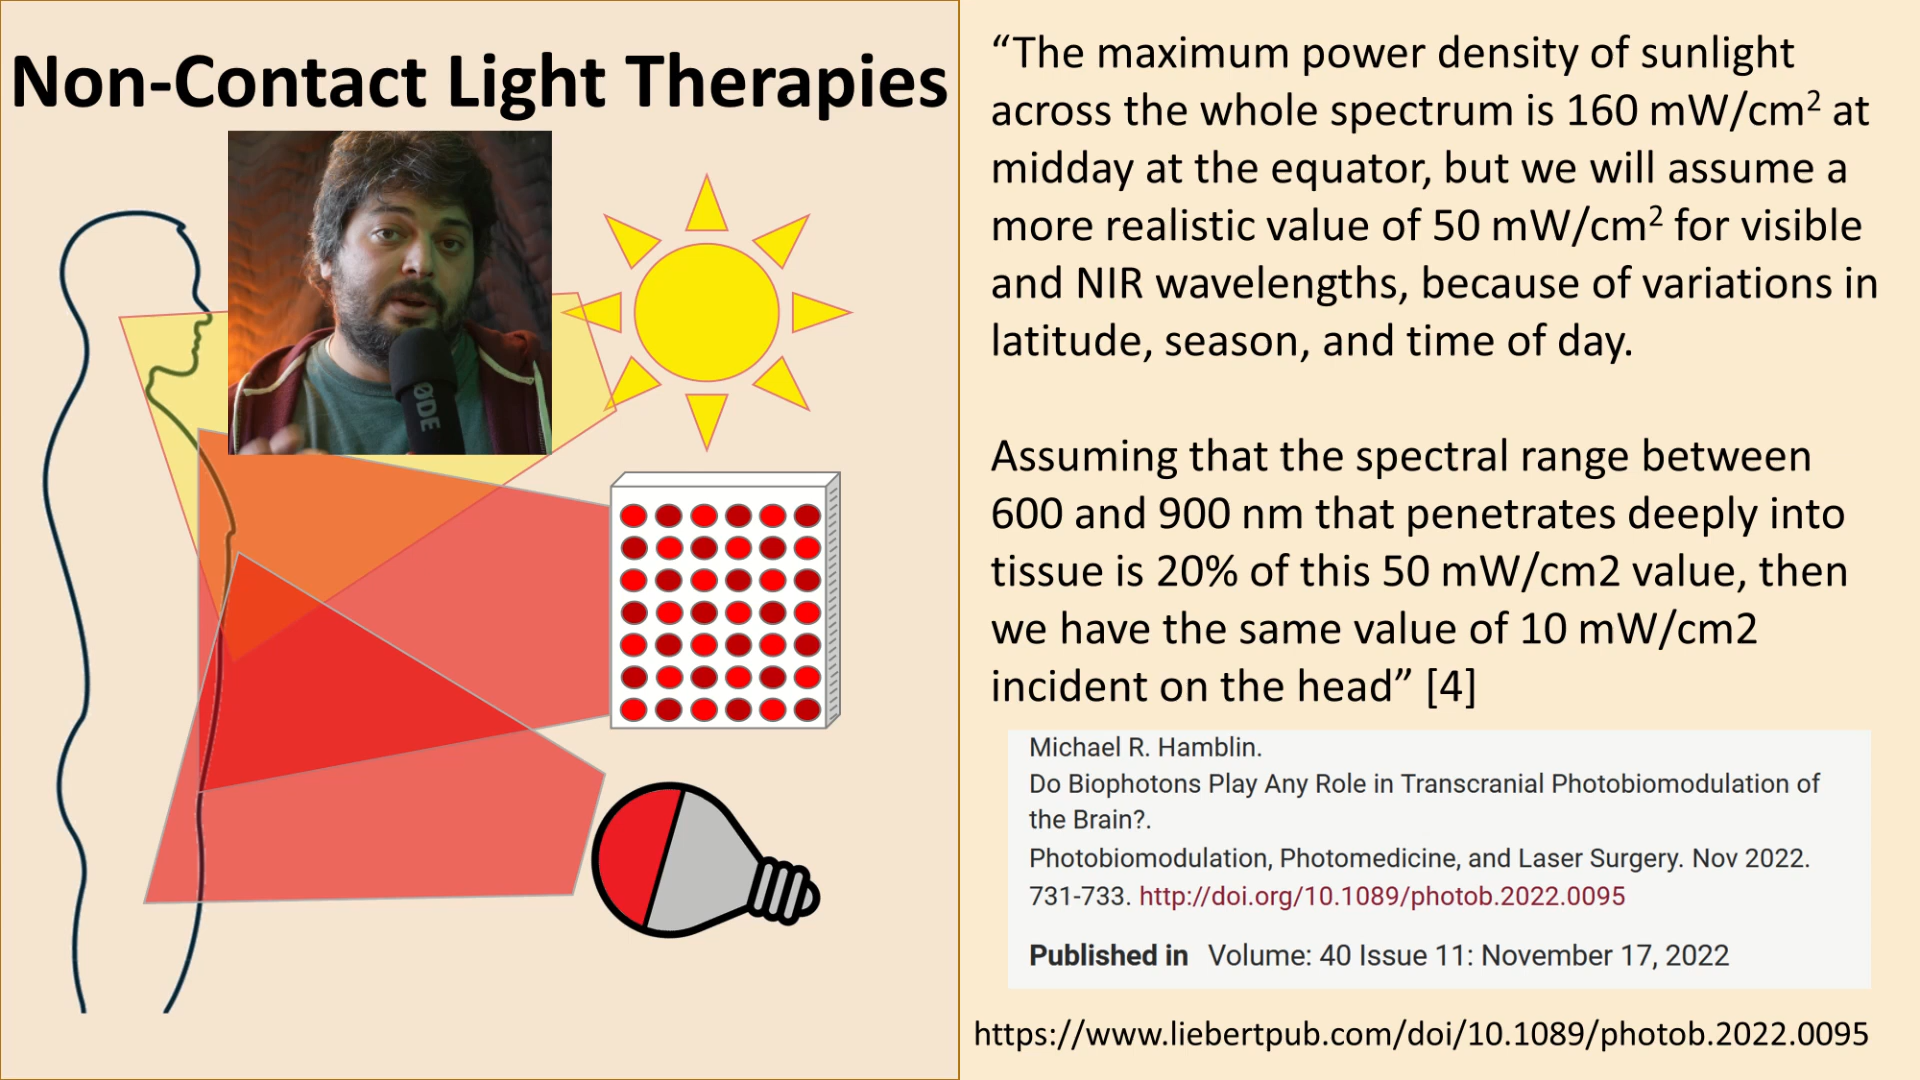 Non-Contact Light Therapies
RØDE
“The maximum power density of sunlight
across the whole spectrum is 160 mW/cm² at
midday at the equator, but we will assume a
more realistic value of 50 mW/cm² for visible
and NIR wavelengths, because of variations in
latitude, season, and time of day.
Assuming that the spectral range between
600 and 900 nm that penetrates deeply into
tissue is 20% of this 50 mW/cm2 value, then
we have the same value of 10 mW/cm2
incident on the head” [4]
Michael R. Hamblin.
Do Biophotons Play Any Role in Transcranial Photobiomodulation of
the Brain?.
Photobiomodulation, Photomedicine, and Laser Surgery. Nov 2022.
731-733. http://doi.org/10.1089/photob.2022.0095
Published in Volume: 40 Issue 11: November 17, 2022
https://www.liebertpub.com/doi/10.1089/photob.2022.0095